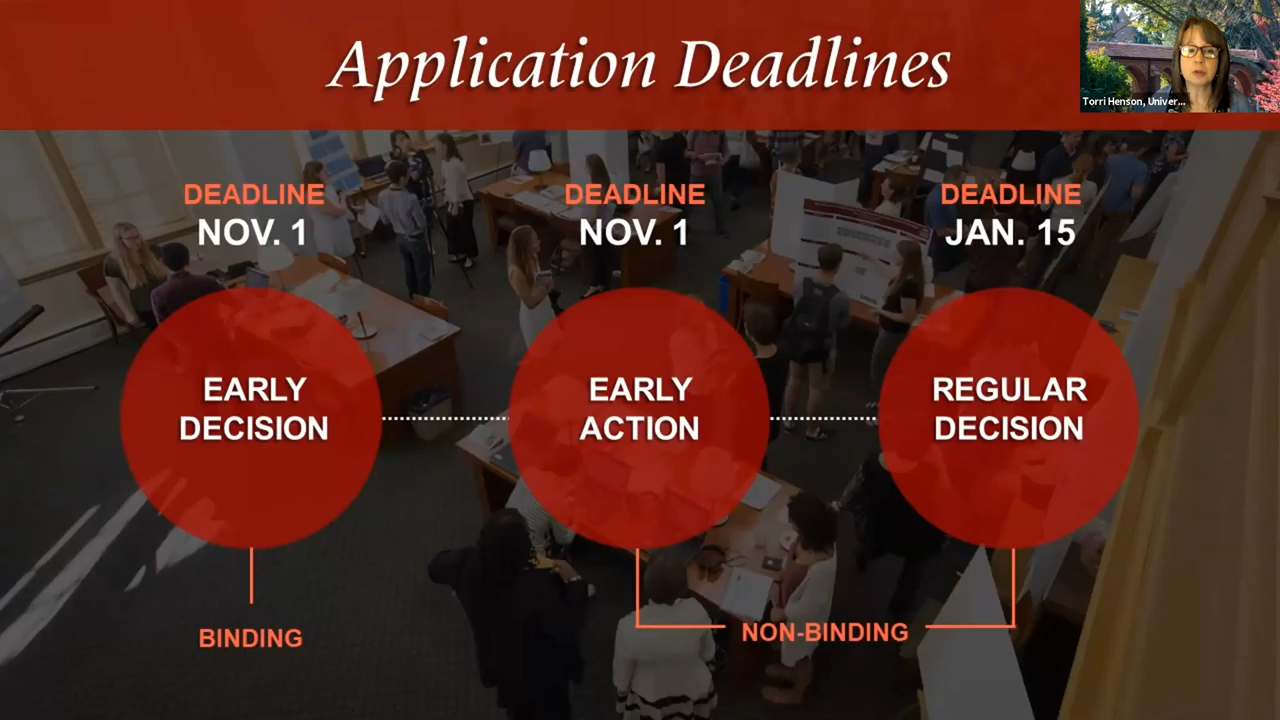 Application Deadlines
Torri Henson, Univer...
DEADLINE
NOV. 1
DEADLINE
NOV. 1
DEADLINE
JAN. 15
EARLY
DECISION
EARLY
ACTION
REGULAR
DECISION
BINDING
NON-BINDING